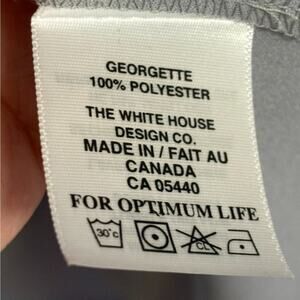 GEORGETTE
100% POLYESTER
THE WHITE HOUSE
DESIGN CO.
MADE IN / FAIT AU
CANADA
CA 05440
FOR OPTIMUM LIFE
30°C CL